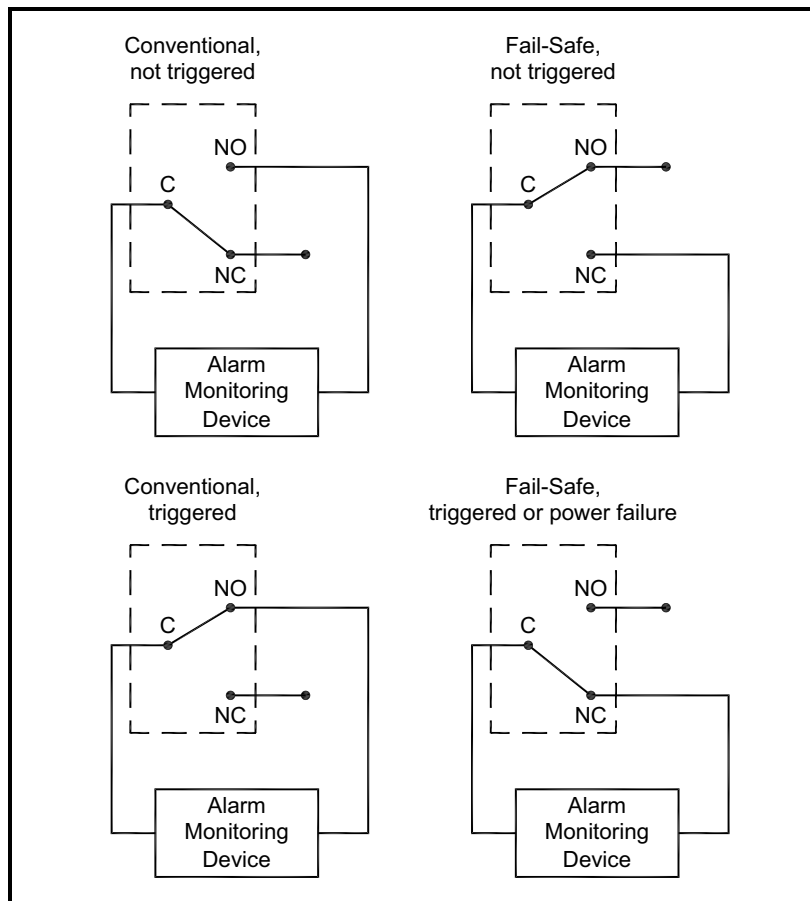 Conventional,
not triggered
NO
C
NC
Alarm
Monitoring
Device
Fail-Safe,
not triggered
NO
C
NC
Alarm
Monitoring
Device
Conventional,
triggered
NO
C
NC
Alarm
Monitoring
Device
Fail-Safe,
triggered or power failure
NO
C
NC
Alarm
Monitoring
Device